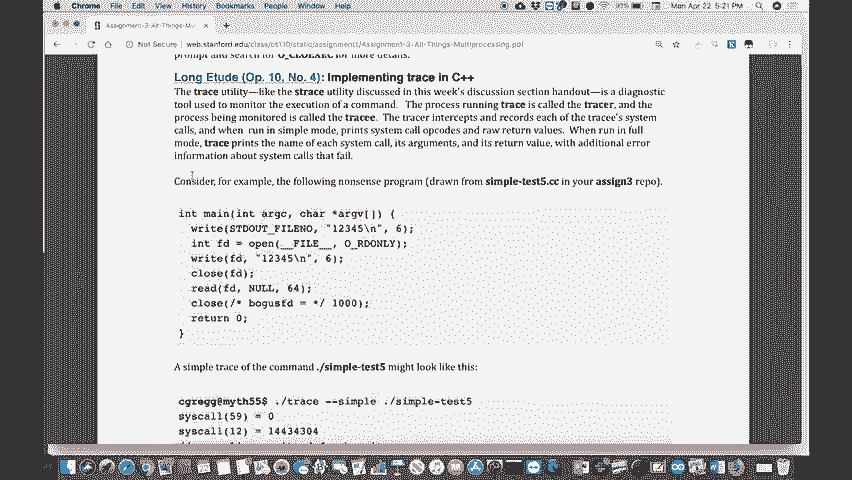 Chrome File Edit View History Bookmarks People Window Help
91% Mon Apr 22 5:21 PM
Assignment-3-All-Things-Mu
Not Secure web.stanford.edu/class/cs110/static/assignments/Assignment-3-All-Things-Multiprocessing.pdf
prompt and search for O_CLOEXEC for more details.
Long Etude (Op. 10, No. 4): Implementing trace in C++
The trace utility—like the strace utility discussed in this week's discussion section handout—is a diagnostic
tool used to monitor the execution of a command. The process running trace is called the tracer, and the
process being monitored is called the tracee. The tracer intercepts and records each of the tracee's system
calls, and when run in simple mode, prints system call opcodes and raw return values. When run in full
mode, trace prints the name of each system call, its arguments, and its return value, with additional error
information about system calls that fail.
Consider, for example, the following nonsense program (drawn from simple-test5.cc in your assign3 repo).
int main(int argc, char *argv[]) {
write(STDOUT_FILENO, "12345\n", 6);
int fd = open(__FILE__, O_RDONLY);
write(fd, "12345\n", 6);
close(fd);
read(fd, NULL, 64);
close(/* bogusfd = */ 1000);
return 0;
}
A simple trace of the command ./simple-test5 might look like this:
cgregg@myth55$ ./trace --simple ./simple-test5
syscall(59) = 0
syscall(12) = 14434304